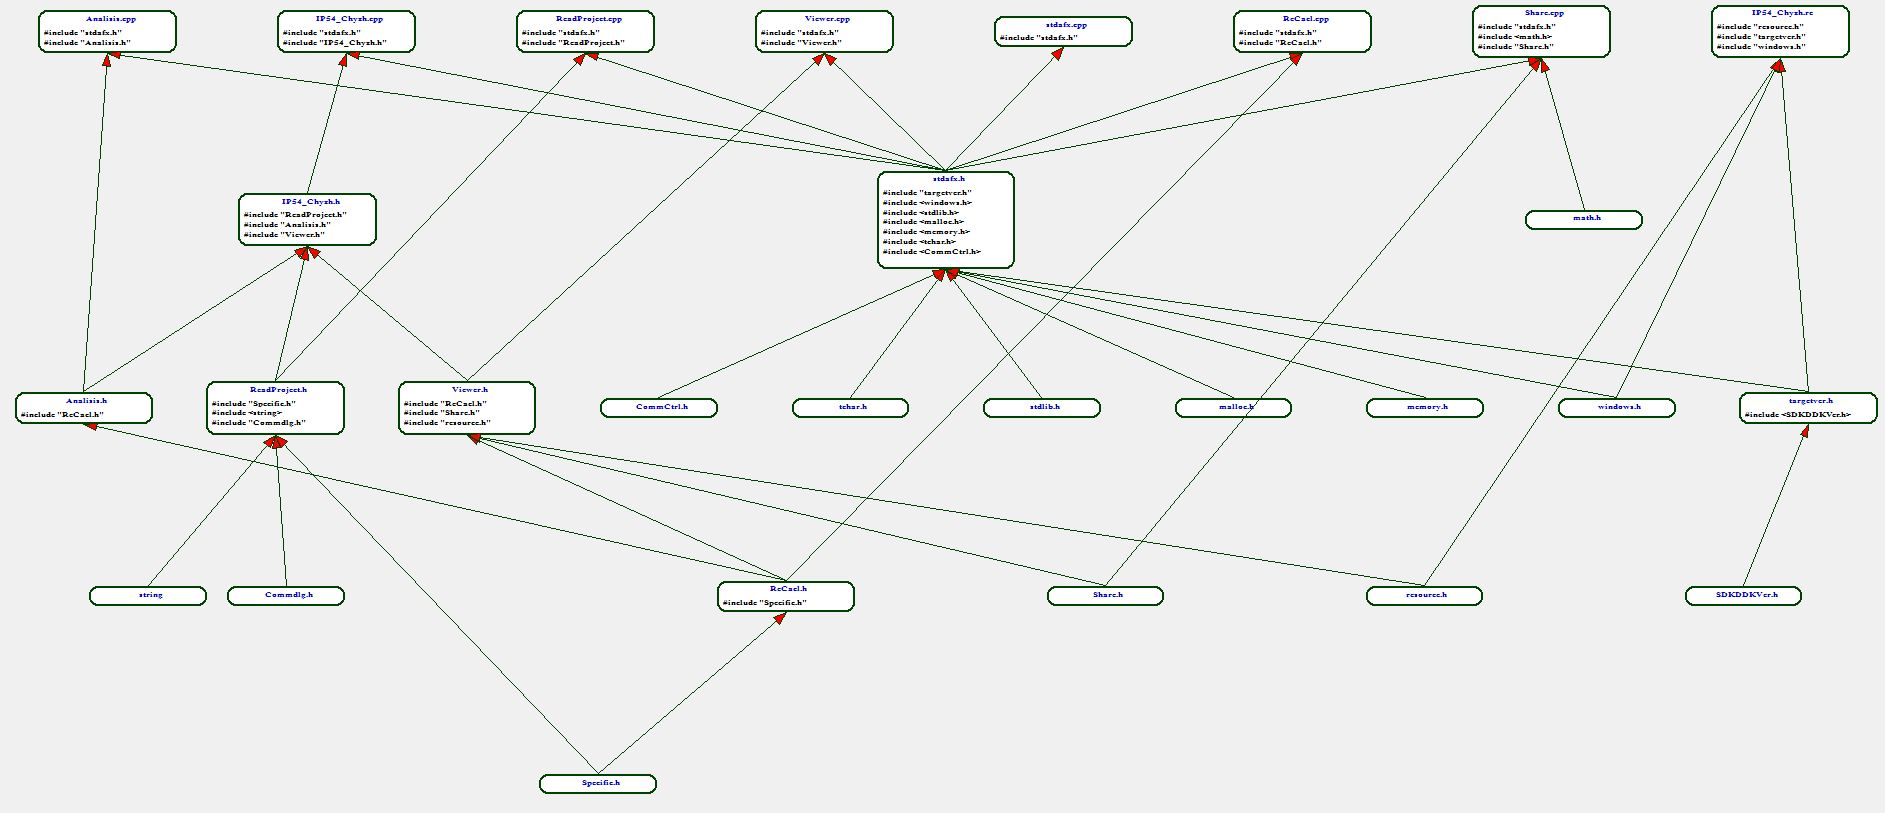 Analisis.cpp
#include "stdafx.h"
#include "Analisis.h"
IP54_Chyzh.cpp
#include "stdafx.h"
#include "IP54_Chyzh.h"
ReadProject.cpp
#include "stdafx.h"
#include "ReadProject.h"
Viewer.cpp
#include "stdafx.h"
#include "Viewer.h"
stdafx.cpp
#include "stdafx.h"
ReCael.cpp
#include "stdafx.h"
#include "ReCael.h"
Share.cpp
#include "stdafx.h"
#include <math.h>
#include "Share.h"
IP54_Chyzh.rc
#include "resource.h"
#include "targetver.h"
#include "windows.h"
IP54_Chyzh.h
#include "ReadProject.h"
#include "Analisis.h"
#include "Viewer.h"
stdafx.h
#include "targetver.h"
#include <windows.h>
#include <stdlib.h>
#include <malloc.h>
#include <memory.h>
#include <tchar.h>
#include <CommCtrl.h>
math.h
Analisis.h
#include "ReCael.h"
ReadProject.h
#include "Specific.h"
#include <string>
#include "Commdlg.h"
Viewer.h
#include "ReCael.h"
#include "Share.h"
#include "resource.h"
CommCtrl.h
tchar.h
stdlib.h
malloc.h
memory.h
windows.h
targetver.h
#include <SDKDDKVer.h>
string
Commdlg.h
ReCael.h
#include "Specific.h"
Share.h
resource.h
SDKDDKVer.h
Specific.h